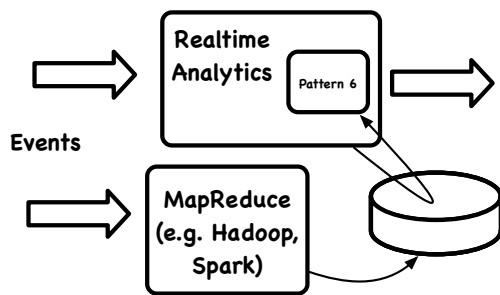 Realtime
Analytics
Pattern 6
Events
MapReduce
(e.g. Hadoop,
Spark)